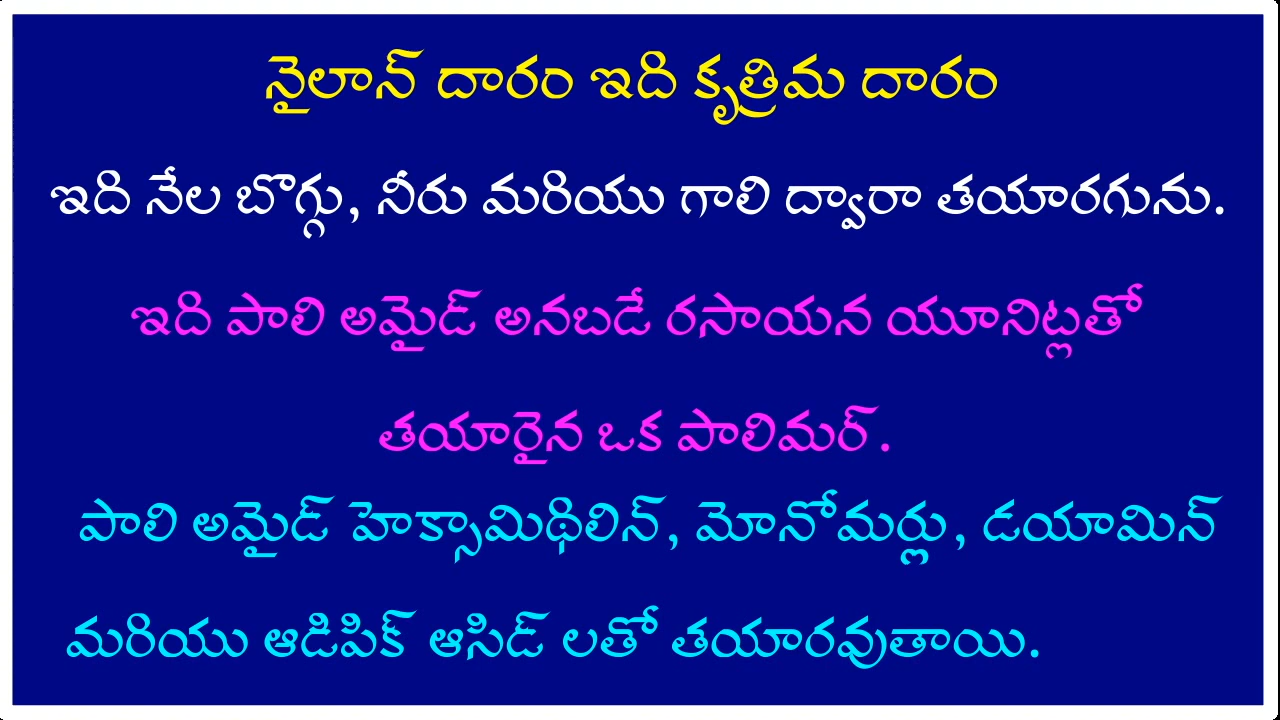 నైలాన్ దారం ఇది కృత్రిమ దారం
ఇది నేల బొగ్గు, నీరు మరియు గాలి ద్వారా తయారగును.
ఇది పాలి అమైడ్ అనబడే రసాయన యూనిట్లతో
తయారైన ఒక పాలిమర్.
పాలి అమైడ్ హెక్సామిథిలిన్, మోనోమర్లు, డయామిన్
మరియు ఆడిపిక్ ఆసిడ్ లతో తయారవుతాయి.